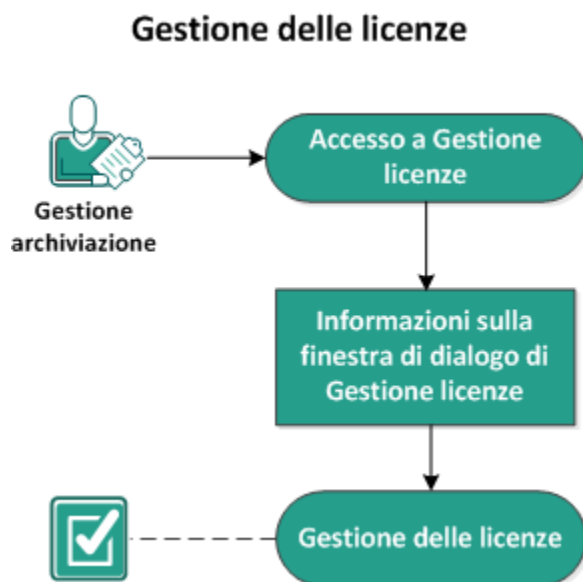 Gestione delle licenze
Accesso a Gestione
licenze
Gestione
archiviazione
Informazioni sulla
finestra di dialogo di
Gestione licenze
Gestione delle licenze